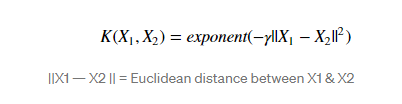 K(X₁, X₂) = exponent(−γ||X₁ − X₂||²)
||X1 — X2 || = Euclidean distance between X1 & X2